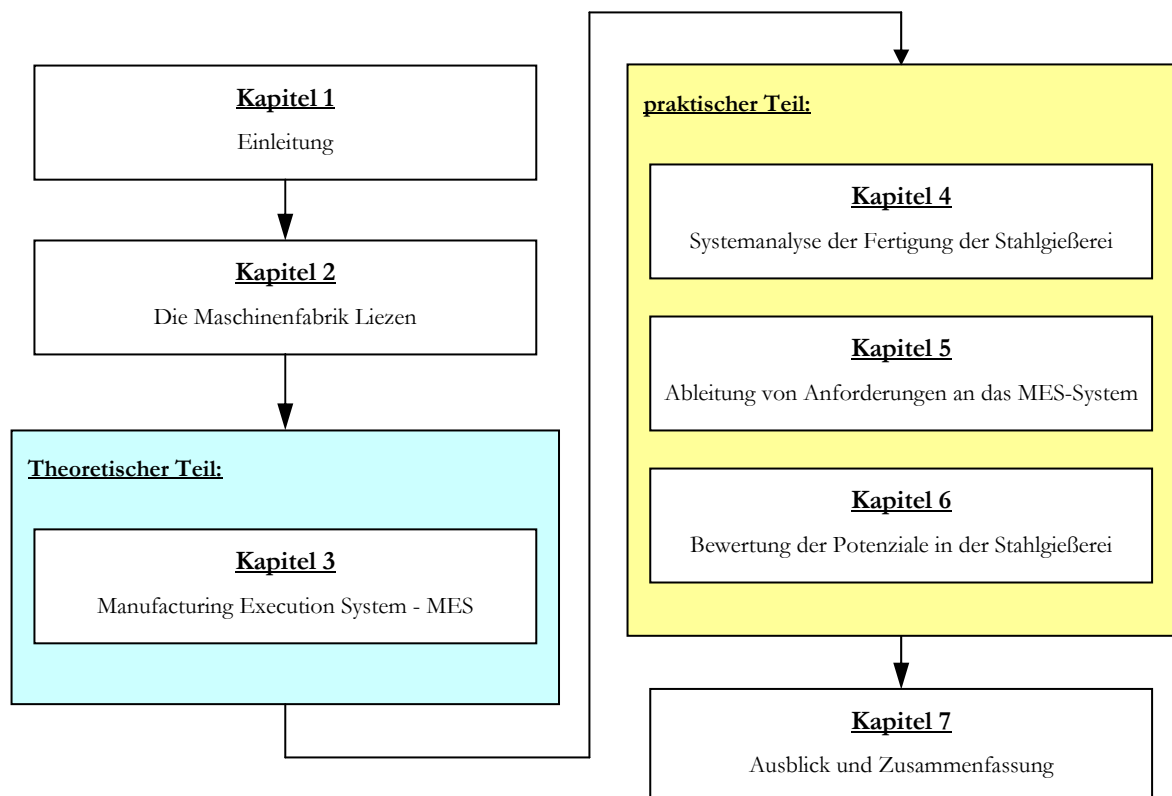 Kapitel 1
Einleitung
Kapitel 2
Die Maschinenfabrik Liezen
Theoretischer Teil:
Kapitel 3
Manufacturing Execution System - MES
praktischer Teil:
Kapitel 4
Systemanalyse der Fertigung der Stahlgießerei
Kapitel 5
Ableitung von Anforderungen an das MES-System
Kapitel 6
Bewertung der Potenziale in der Stahlgießerei
Kapitel 7
Ausblick und Zusammenfassung